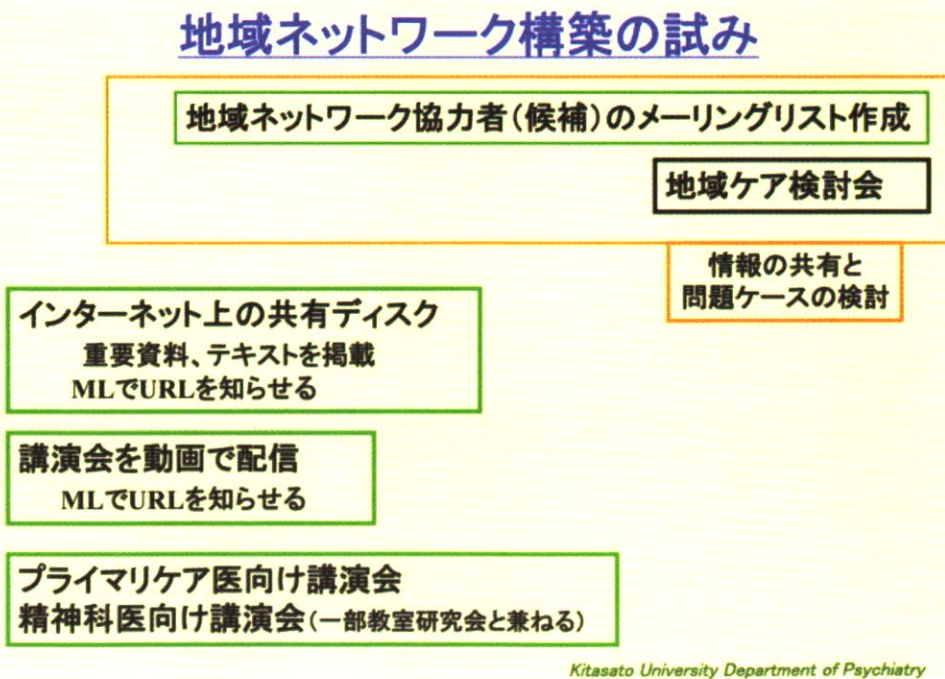 地域ネットワーク構築の試み
地域ネットワーク協力者（候補）のメーリングリスト作成
地域ケア検討会
情報の共有と
問題ケースの検討
インターネット上の共有ディスク
重要資料、テキストを掲載
MLでURLを知らせる
講演会を動画で配信
MLでURLを知らせる
プライマリケア医向け講演会
精神科医向け講演会（一部教室研究会と兼ねる）
Kitasato University Department of Psychiatry